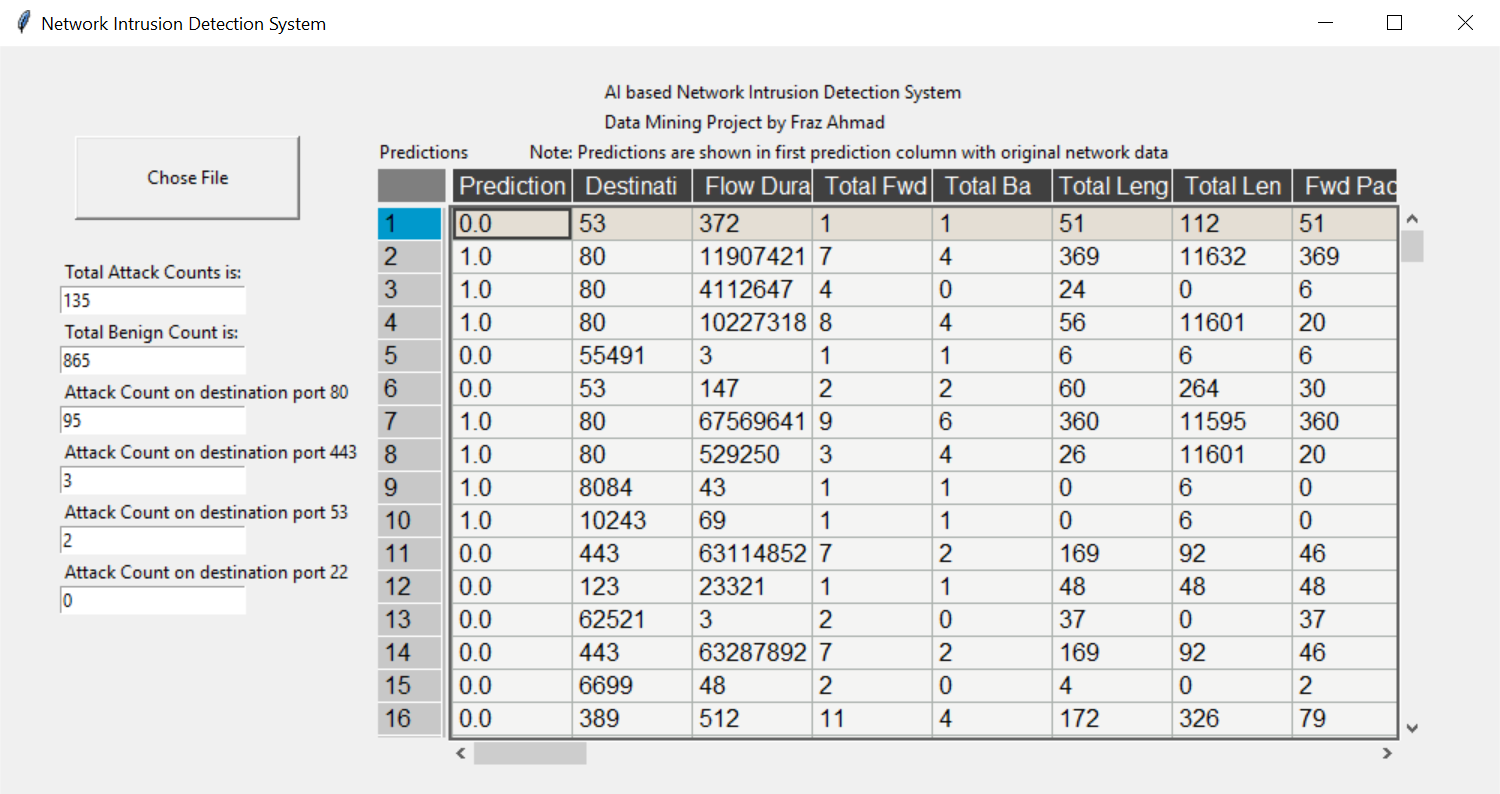 Network Intrusion Detection System
AI based Network Intrusion Detection System
Data Mining Project by Fraz Ahmad
Predictions Note: Predictions are shown in first prediction column with original network data
Chose File
Total Attack Counts is:
135
Total Benign Count is:
865
Attack Count on destination port 80
95
Attack Count on destination port 443
3
Attack Count on destination port 53
2
Attack Count on destination port 22
0
Prediction Destinati Flow Dura Total Fwd Total Ba Total Leng Total Len Fwd Pac
1 0.0 53 372 1 1 51 112 51
2 1.0 80 11907421 7 4 369 11632 369
3 1.0 80 4112647 4 0 24 0 6
4 1.0 80 10227318 8 4 56 11601 20
5 0.0 55491 3 1 1 6 6 6
6 0.0 53 147 2 2 60 264 30
7 1.0 80 67569641 9 6 360 11595 360
8 1.0 80 529250 3 4 26 11601 20
9 1.0 8084 43 1 1 0 6 0
10 1.0 10243 69 1 1 0 6 0
11 0.0 443 63114852 7 2 169 92 46
12 0.0 123 23321 1 1 48 48 48
13 0.0 62521 3 2 0 37 0 37
14 0.0 443 63287892 7 2 169 92 46
15 0.0 6699 48 2 0 4 0 2
16 0.0 389 512 11 4 172 326 79